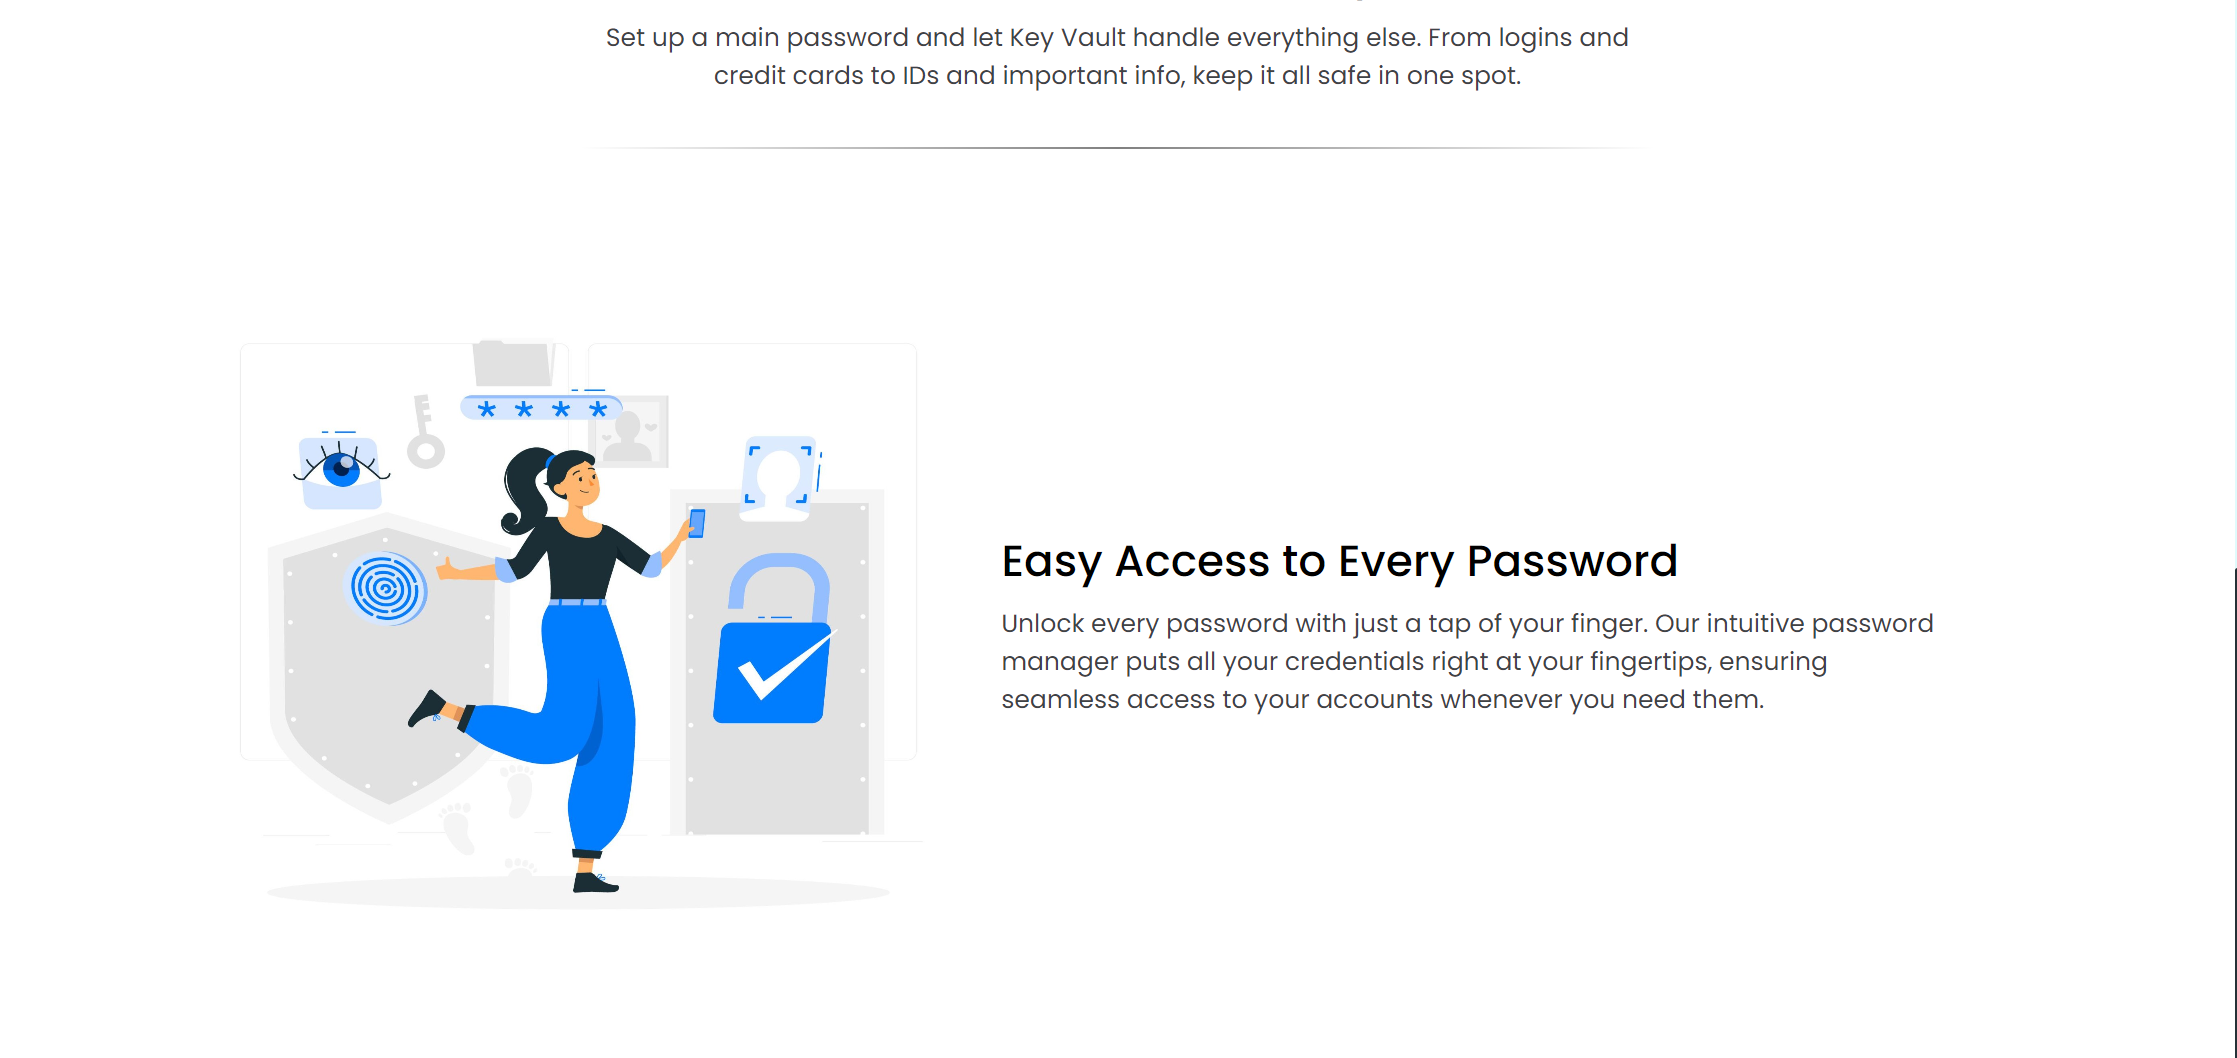 Set up a main password and let Key Vault handle everything else. From logins and
credit cards to IDs and important info, keep it all safe in one spot.
* * * *
Easy Access to Every Password
Unlock every password with just a tap of your finger. Our intuitive password
manager puts all your credentials right at your fingertips, ensuring
seamless access to your accounts whenever you need them.